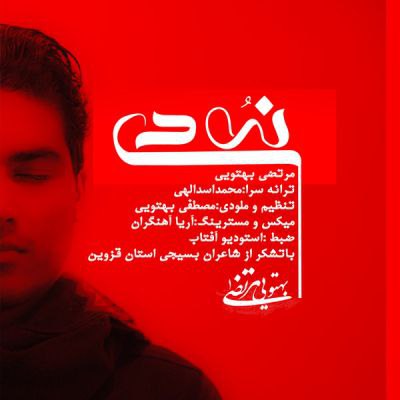 نُه دی
مرتضی بهتویی
ترانه سرا:محمداسدالهی
تنظیم و ملودی:مصطفی بهتویی
میکس و مسترینگ:آریا آهنگران
ضبط :استودیو آفتاب
باتشکر از شاعران بسیجی استان قزوین
مرتضی بهتویی